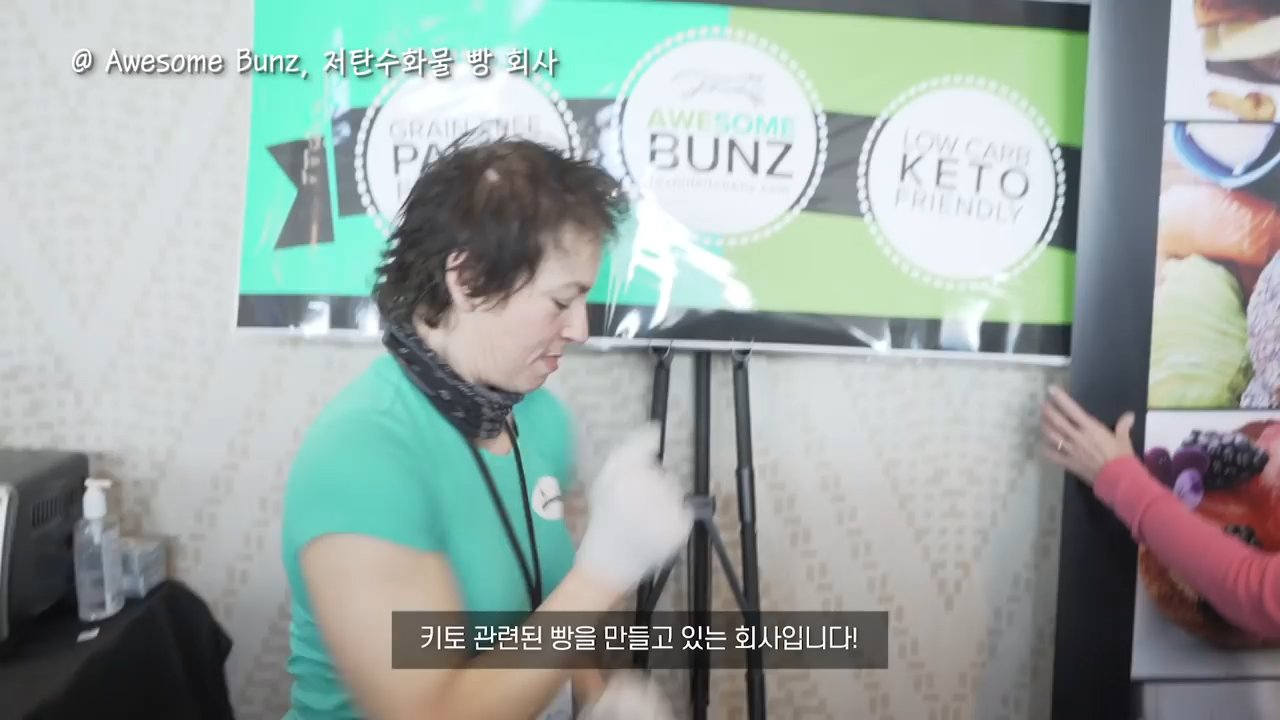 @ Awesome Bunz, 저탄수화물 빵 회사
GRAIN FREE
AWESOME
BUNZ
LOW CARB
KETO
FRIENDLY
키토 관련된 빵을 만들고 있는 회사입니다!